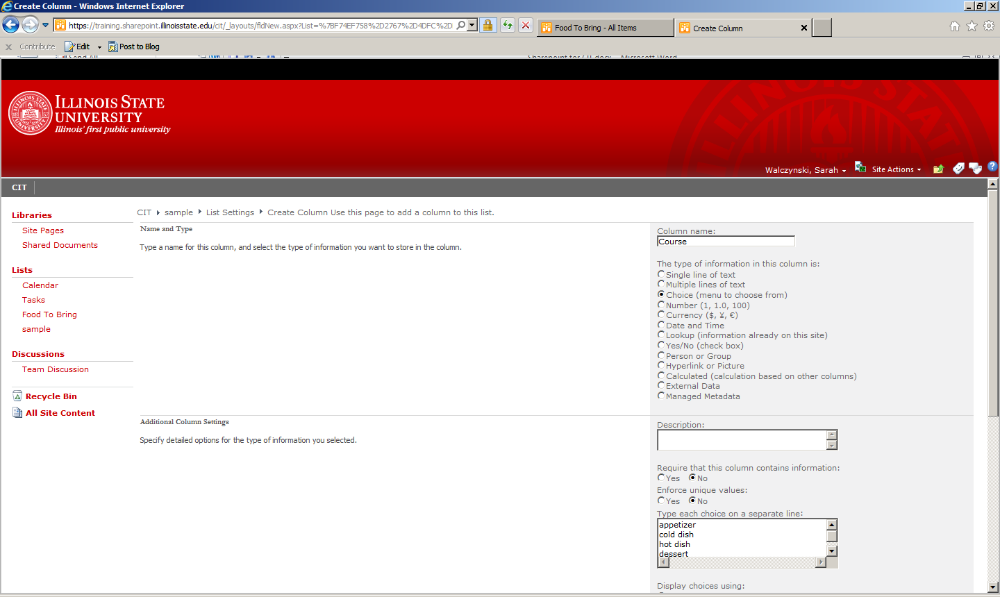 Create Column - Windows Internet Explorer
https://training.sharepoint.illinoisstate.edu/cit/_layouts/fldNew.aspx?List=%7BF74EF758%2D2767%2D4DFC%2D
Food To Bring - All Items
Create Column
Contribute
Edit
Post to Blog
ILLINOIS STATE
UNIVERSITY
Illinois' first public university
Walczynski, Sarah
Site Actions
CIT
CIT
sample
List Settings
Create Column Use this page to add a column to this list.
Libraries
Site Pages
Shared Documents
Lists
Calendar
Tasks
Food To Bring
sample
Discussions
Team Discussion
Recycle Bin
All Site Content
Name and Type
Type a name for this column, and select the type of information you want to store in the column.
Column name:
Course
The type of information in this column is:
Single line of text
Multiple lines of text
Choice (menu to choose from)
Number (1, 1.0, 100)
Currency ($, ¥, €)
Date and Time
Lookup (information already on this site)
Yes/No (check box)
Person or Group
Hyperlink or Picture
Calculated (calculation based on other columns)
External Data
Managed Metadata
Additional Column Settings
Specify detailed options for the type of information you selected.
Description:
Require that this column contains information:
Yes No
Enforce unique values:
Yes No
Type each choice on a separate line:
appetizer
cold dish
hot dish
dessert
Display choices using: